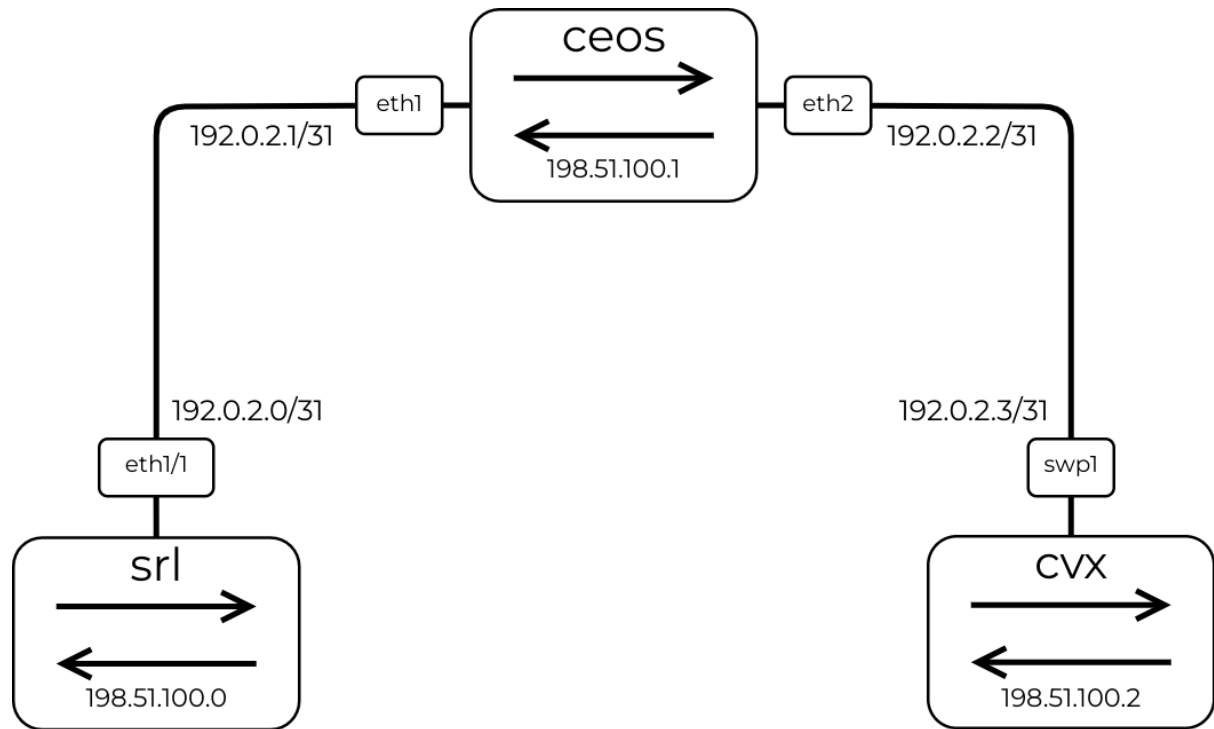 ceos
eth1
eth2
192.0.2.1/31
192.0.2.2/31
198.51.100.1
192.0.2.0/31
192.0.2.3/31
eth1/1
swp1
srl
cvx
198.51.100.0
198.51.100.2